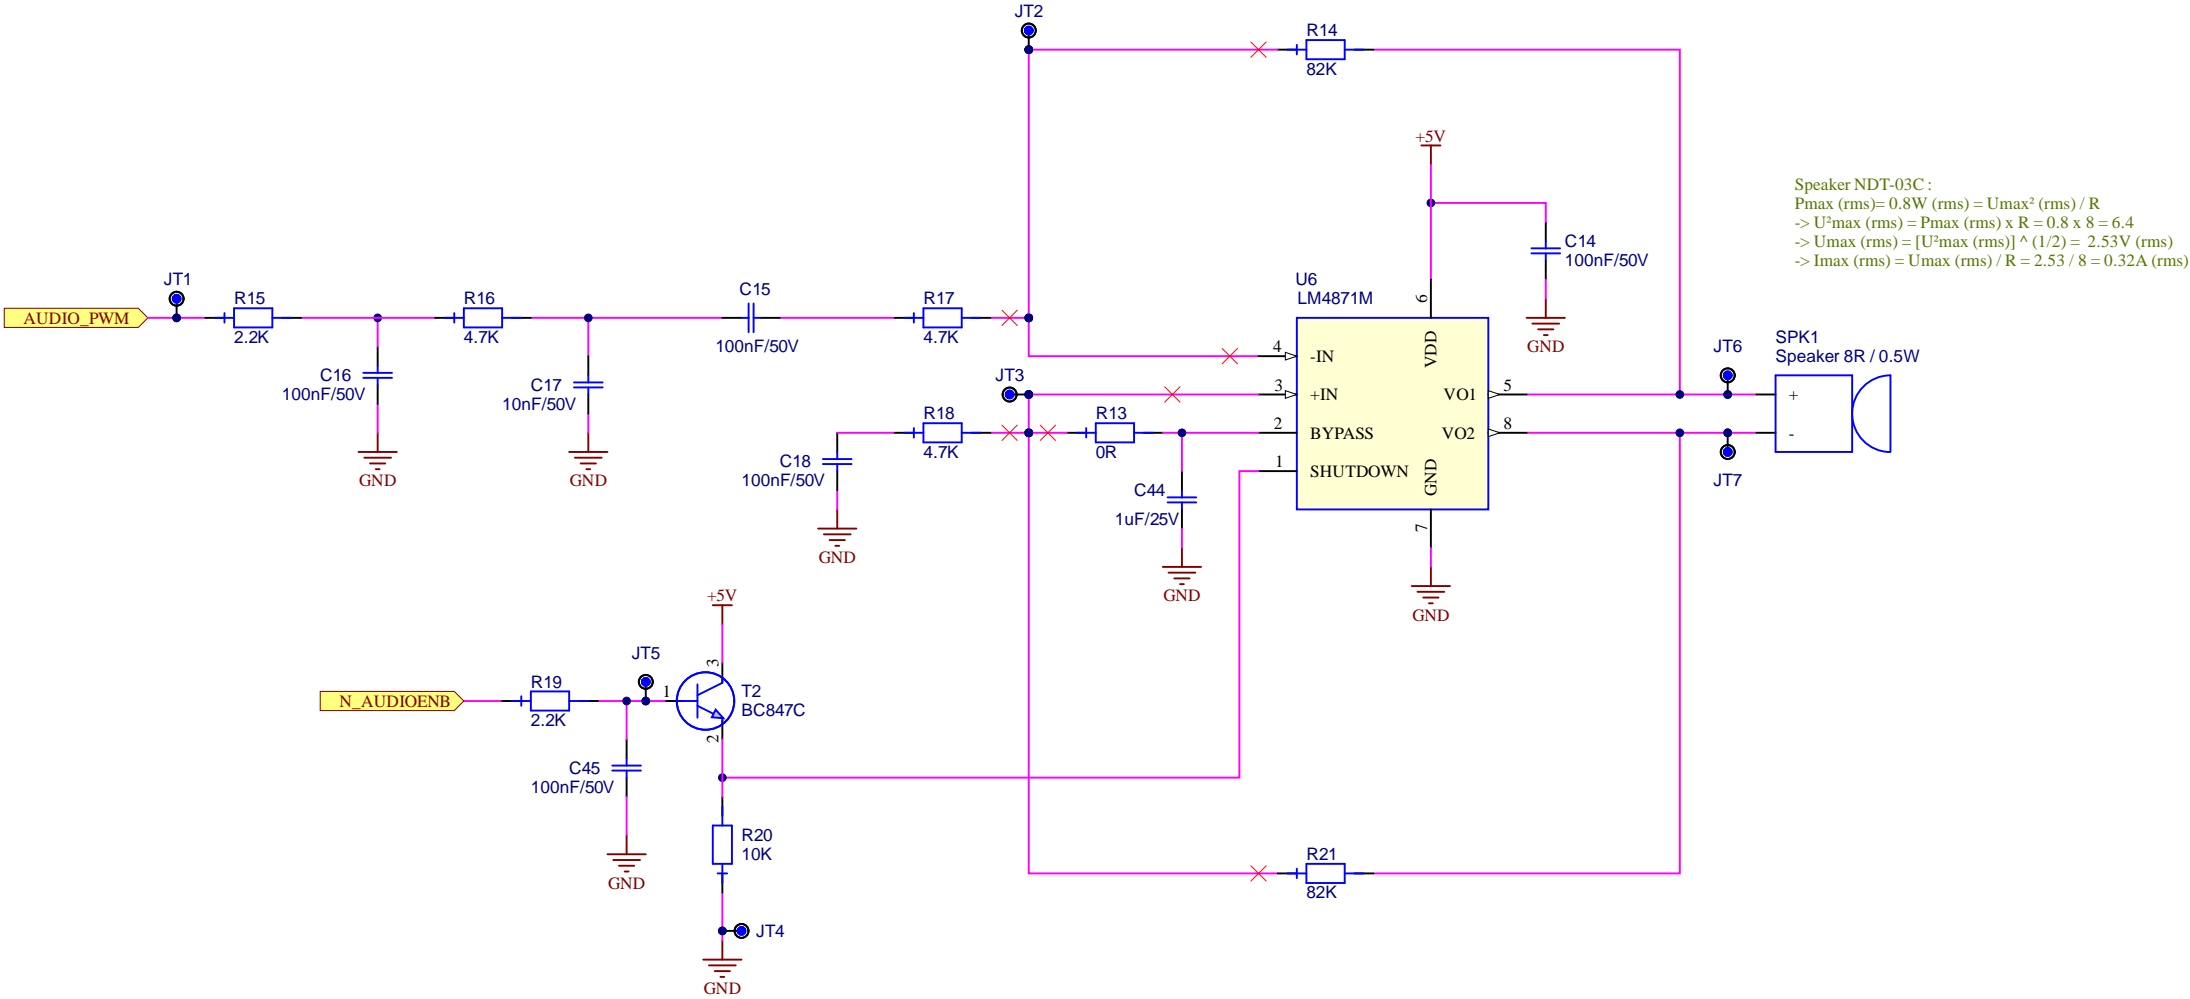 JT2
R14
82K
+5V
Speaker NDT-03C :
Pmax (rms)= 0.8W (rms) = Umax² (rms) / R
-> U²max (rms) = Pmax (rms) x R = 0.8 x 8 = 6.4
-> Umax (rms) = [U²max (rms)] ^ (1/2) = 2.53V (rms)
-> Imax (rms) = Umax (rms) / R = 2.53 / 8 = 0.32A (rms)
C14
100nF/50V
GND
JT1
AUDIO_PWM
R15
2.2K
C16
100nF/50V
GND
R16
4.7K
C17
10nF/50V
GND
C15
100nF/50V
R17
4.7K
U6
LM4871M
6
VDD
4
-IN
3
+IN
2
BYPASS
1
SHUTDOWN
VO1
5
VO2
8
GND
7
GND
JT3
R18
4.7K
C18
100nF/50V
GND
R13
0R
C44
1uF/25V
GND
JT6
JT7
SPK1
Speaker 8R / 0.5W
+
-
+5V
N_AUDIOENB
R19
2.2K
JT5
1
3
2
T2
BC847C
C45
100nF/50V
GND
R20
10K
JT4
GND
R21
82K